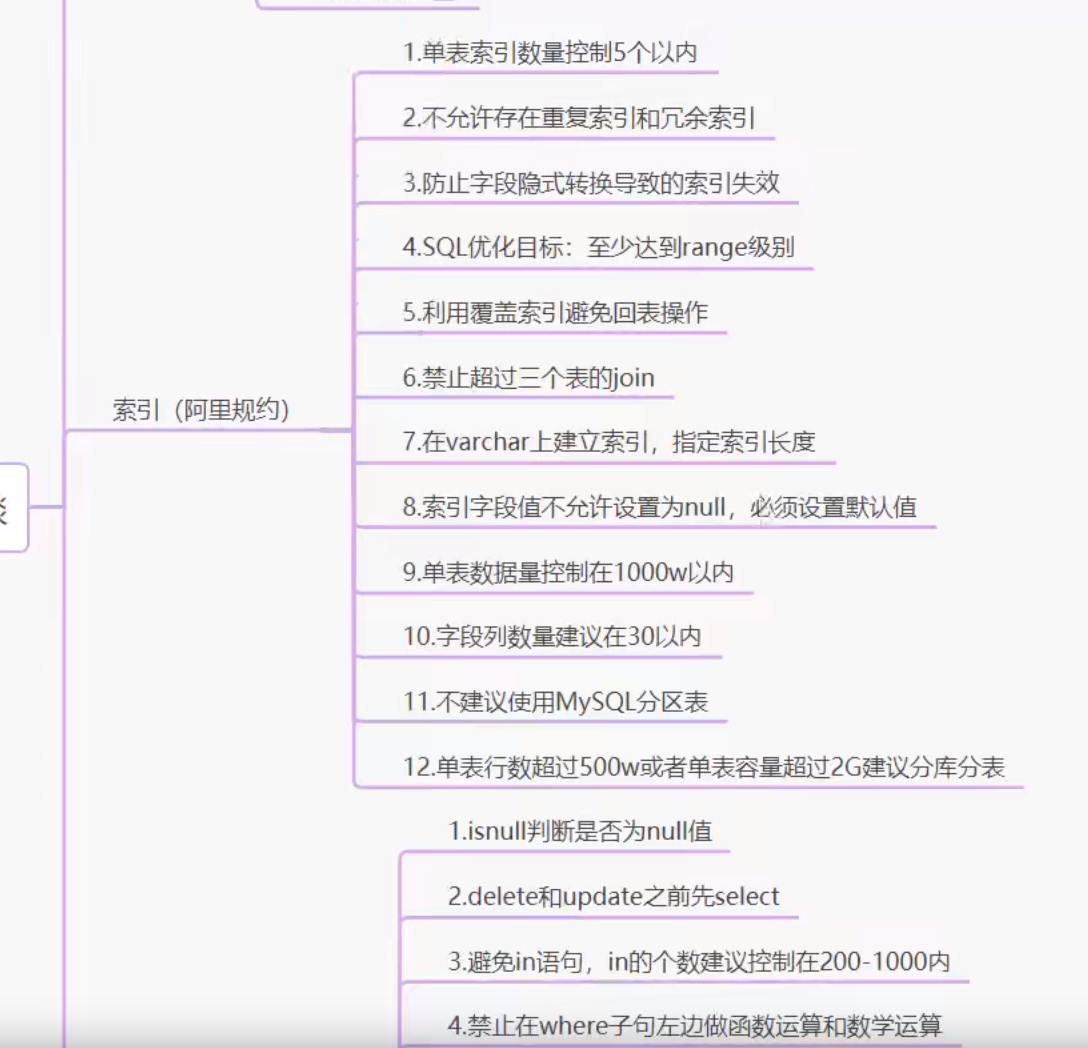 1.单表索引数量控制5个以内
2.不允许存在重复索引和冗余索引
3.防止字段隐式转换导致的索引失效
4.SQL优化目标：至少达到range级别
5.利用覆盖索引避免回表操作
6.禁止超过三个表的join
索引（阿里规约）
7.在varchar上建立索引，指定索引长度
8.索引字段值不允许设置为null，必须设置默认值
9.单表数据量控制在1000w以内
10.字段列数量建议在30以内
11.不建议使用MySQL分区表
12.单表行数超过500w或者单表容量超过2G建议分库分表
1.isnull判断是否为null值
2.delete和update之前先select
3.避免in语句，in的个数建议控制在200-1000内
4.禁止在where子句左边做函数运算和数学运算